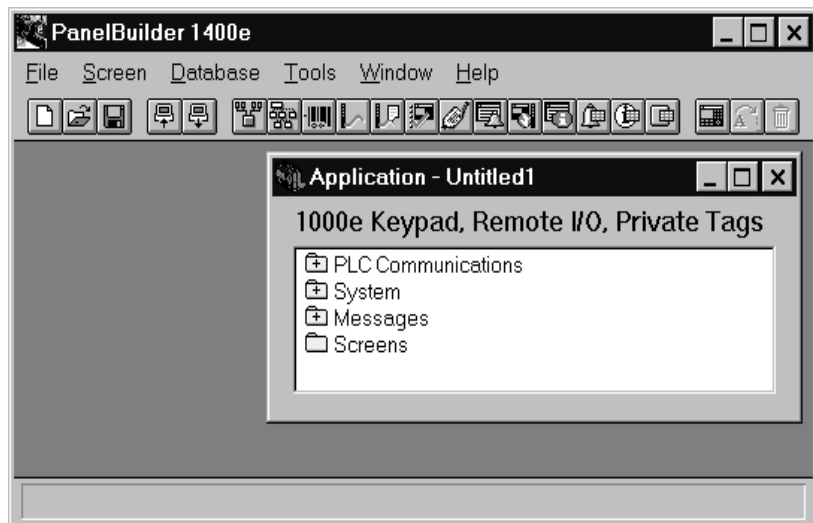 PanelBuilder 1400e
File Screen Database Tools Window Help
Application - Untitled1
1000e Keypad, Remote I/O, Private Tags
PLC Communications
System
Messages
Screens